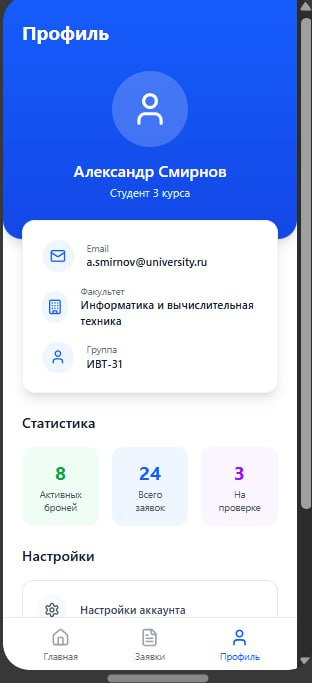 Профиль
Александр Смирнов
Студент 3 курса
Email
a.smirnov@university.ru
Факультет
Информатика и вычислительная
техника
Группа
ИВТ-31
Статистика
8
Активных
броней
24
Всего
заявок
3
На
проверке
Настройки
Настройки аккаунта
Главная
Заявки
Профиль